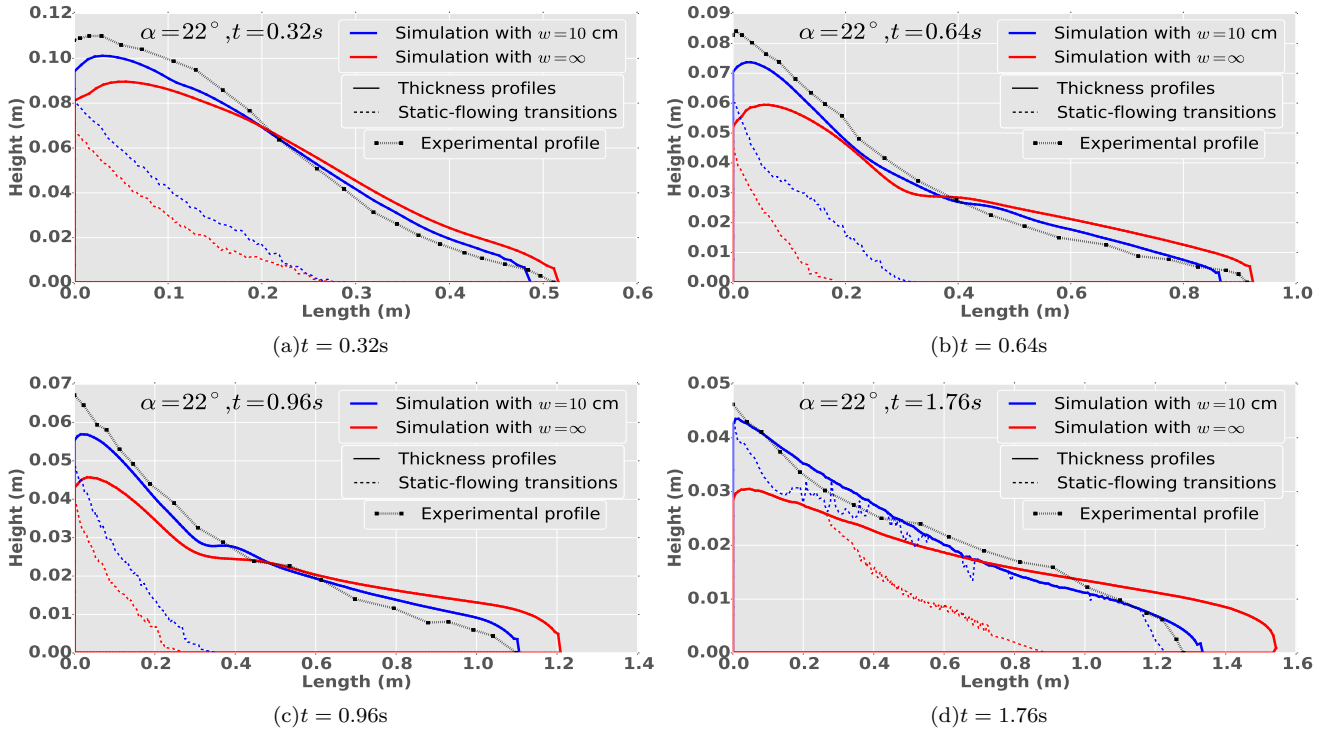 α=22°,t=0.32s
Simulation with w=10 cm
Simulation with w=∞
Thickness profiles
Static-flowing transitions
Experimental profile
Height (m)
0.12
0.10
0.08
0.06
0.04
0.02
0.00
0.0 0.1 0.2 0.3 0.4 0.5 0.6
Length (m)
(a)t = 0.32s
α=22°,t=0.64s
Simulation with w=10 cm
Simulation with w=∞
Thickness profiles
Static-flowing transitions
Experimental profile
Height (m)
0.09
0.08
0.07
0.06
0.05
0.04
0.03
0.02
0.01
0.00
0.0 0.2 0.4 0.6 0.8 1.0
Length (m)
(b)t = 0.64s
α=22°,t=0.96s
Simulation with w=10 cm
Simulation with w=∞
Thickness profiles
Static-flowing transitions
Experimental profile
Height (m)
0.07
0.06
0.05
0.04
0.03
0.02
0.01
0.00
0.0 0.2 0.4 0.6 0.8 1.0 1.2 1.4
Length (m)
(c)t = 0.96s
α=22°,t=1.76s
Simulation with w=10 cm
Simulation with w=∞
Thickness profiles
Static-flowing transitions
Experimental profile
Height (m)
0.05
0.04
0.03
0.02
0.01
0.00
0.0 0.2 0.4 0.6 0.8 1.0 1.2 1.4 1.6
Length (m)
(d)t = 1.76s